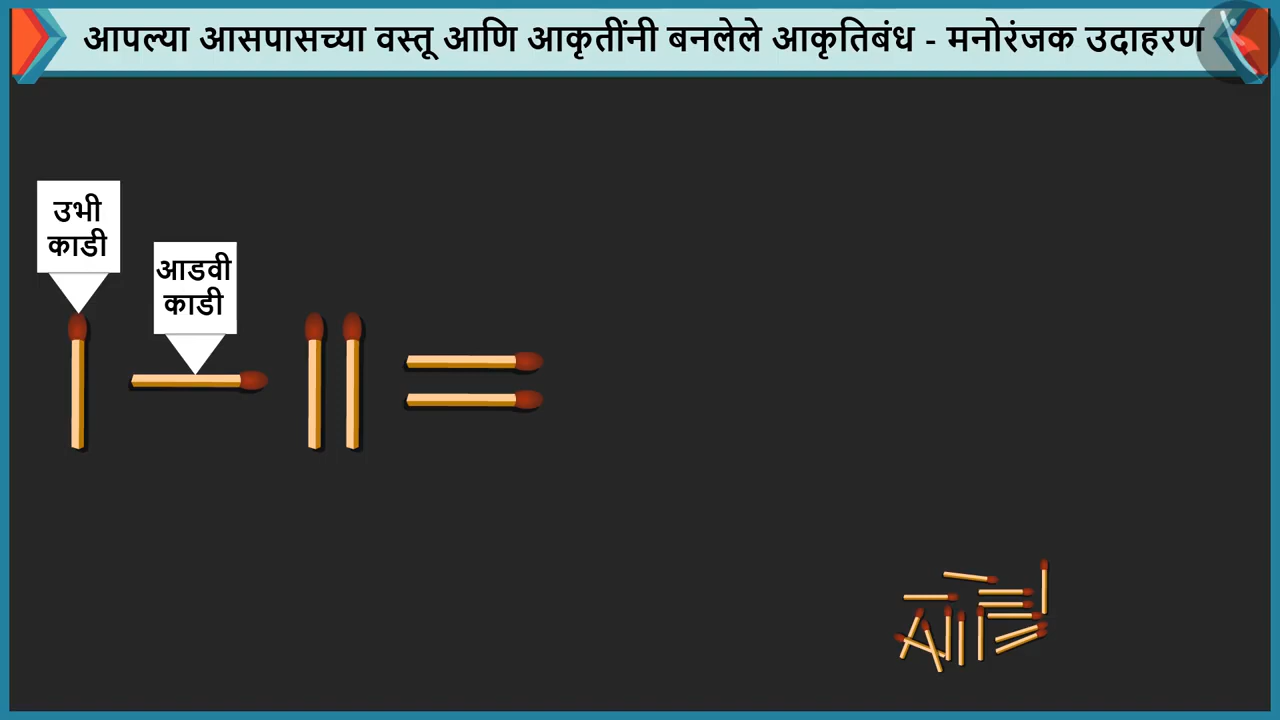 आपल्या आसपासच्या वस्तू आणि आकृतींनी बनलेले आकृतिबंध - मनोरंजक उदाहरण
उभी
काडी
आडवी
काडी